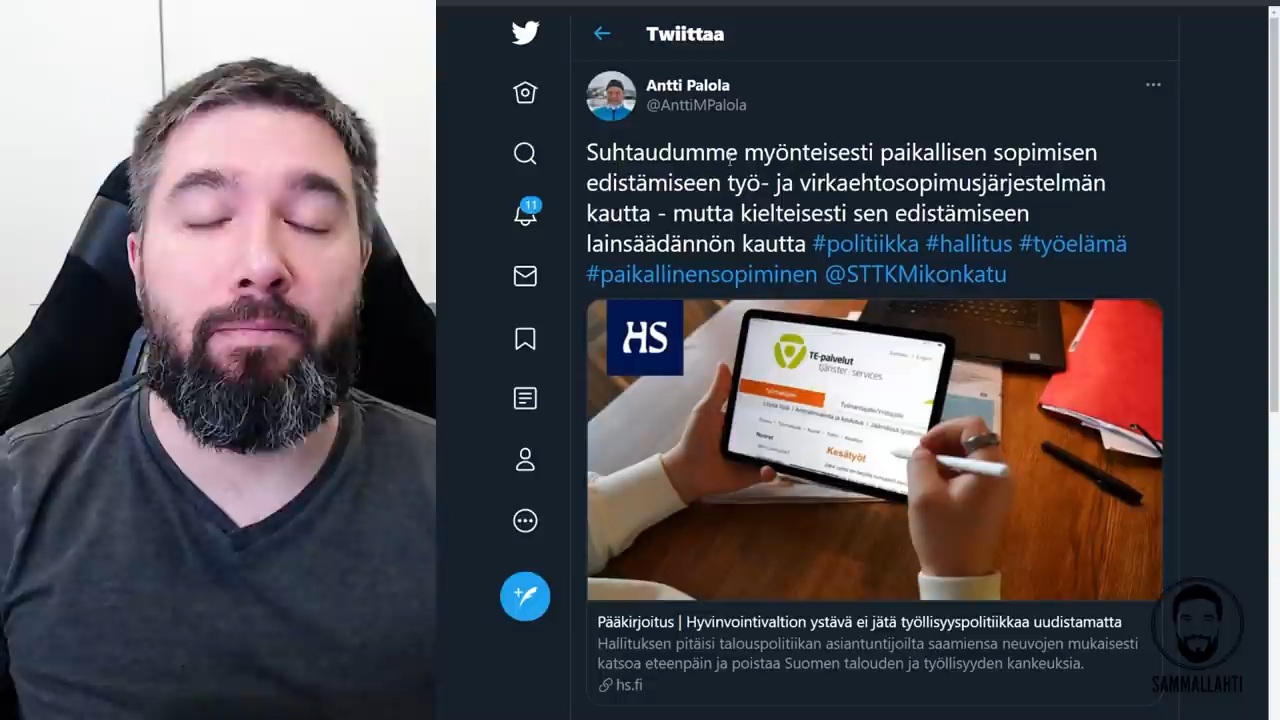 Twiittaa
Antti Palola
@AnttiMPalola
Suhtaudumme myönteisesti paikallisen sopimisen
edistämiseen työ- ja virkaehtosopimusjärjestelmän
kautta - mutta kielteisesti sen edistämiseen
lainsäädännön kautta #politiikka #hallitus #työelämä
#paikallinensopiminen @STTKMikonkatu
11
HS
TE-palvelut
tjänster services
Kesätyöt
Pääkirjoitus | Hyvinvointivaltion ystävä ei jätä työllisyyspolitiikkaa uudistamatta
Hallituksen pitäisi talouspolitiikan asiantuntijoilta saamiensa neuvojen mukaisesti
katsoa eteenpäin ja poistaa Suomen talouden ja työllisyyden kankeuksia.
hs.fi
SAMMALLAHTI